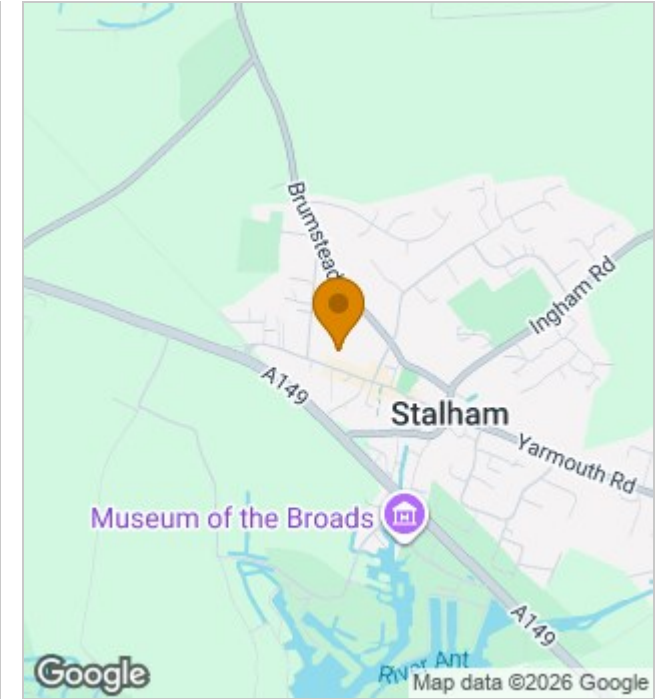 Brumstead
Ingham Rd
A149
Stalham
Yarmouth Rd
Museum of the Broads
A149
River Ant
Google
Map data ©2026 Google